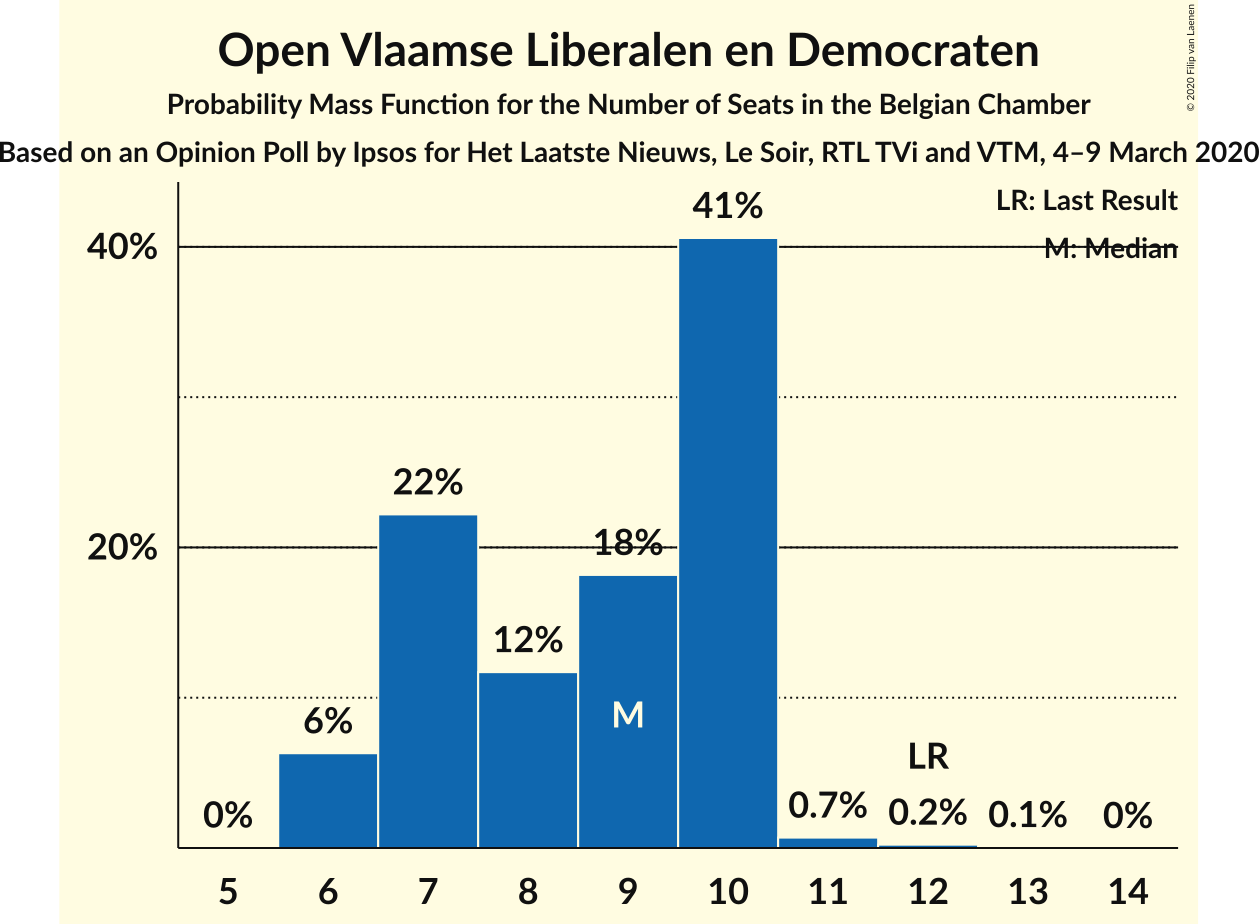 Open Vlaamse Liberalen en Democraten
Probability Mass Function for the Number of Seats in the Belgian Chamber
Based on an Opinion Poll by Ipsos for Het Laatste Nieuws, Le Soir, RTL TVi and VTM, 4–9 March 2020
© 2020 Filip van Laenen
LR: Last Result
M: Median
41%
40%
22%
20%
18%
12%
6%
M
LR
0%
0.7%
0.2%
0.1%
0%
5 6 7 8 9 10 11 12 13 14